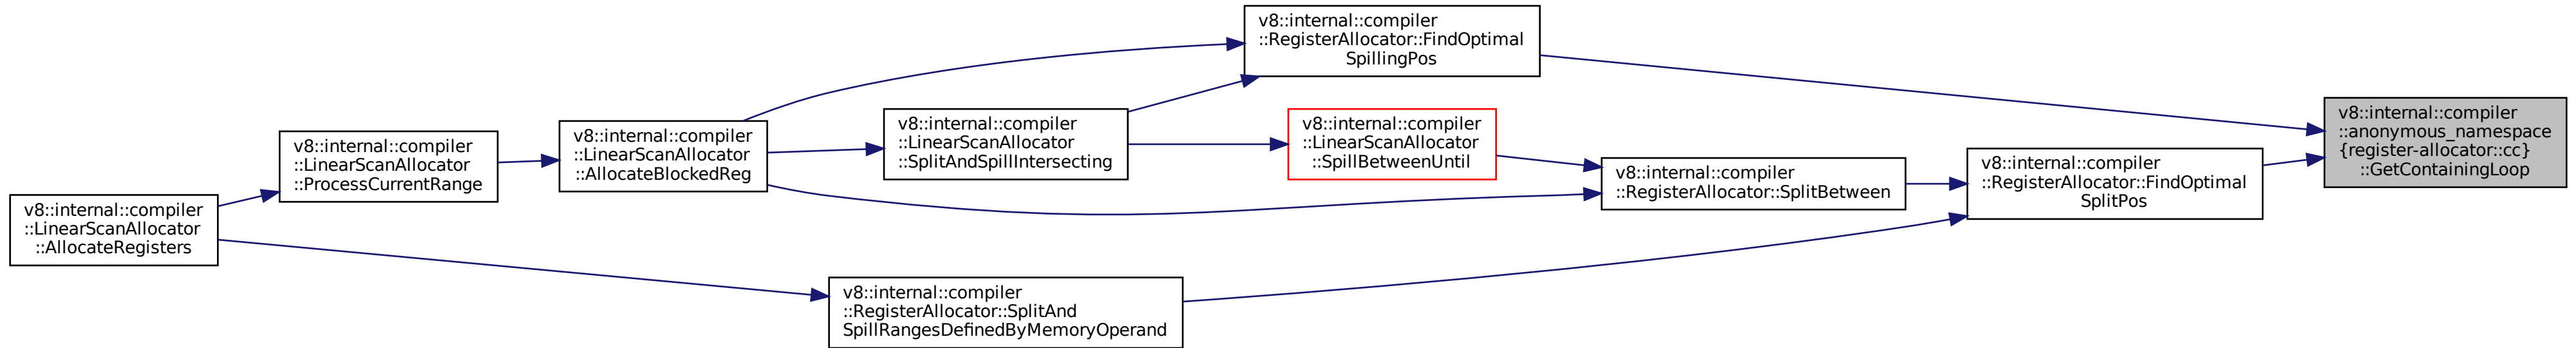 v8::internal::compiler
::LinearScanAllocator
::AllocateRegisters
v8::internal::compiler
::LinearScanAllocator
::ProcessCurrentRange
v8::internal::compiler
::LinearScanAllocator
::AllocateBlockedReg
v8::internal::compiler
::LinearScanAllocator
::SplitAndSpillIntersecting
v8::internal::compiler
::RegisterAllocator::SplitAnd
SpillRangesDefinedByMemoryOperand
v8::internal::compiler
::RegisterAllocator::FindOptimal
SpillingPos
v8::internal::compiler
::LinearScanAllocator
::SpillBetweenUntil
v8::internal::compiler
::RegisterAllocator::SplitBetween
v8::internal::compiler
::RegisterAllocator::FindOptimal
SplitPos
v8::internal::compiler
::anonymous_namespace
{register-allocator::cc}
::GetContainingLoop